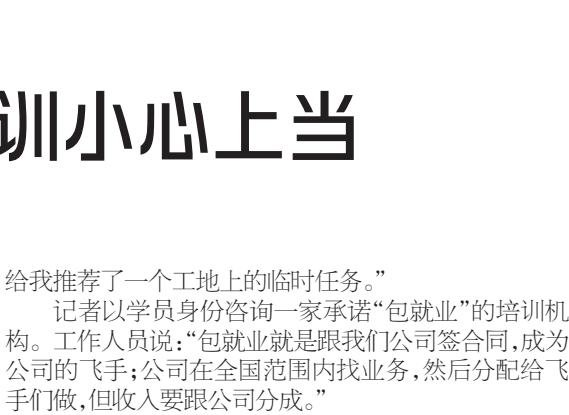 训小心上当
给我推荐了一个工地上的临时任务。”
记者以学员身份咨询一家承诺“包就业”的培训机
构。工作人员说：“包就业就是跟我们公司签合同，成为
公司的飞手；公司在全国范围内找业务，然后分配给飞
手们做，但收入要跟公司分成。”